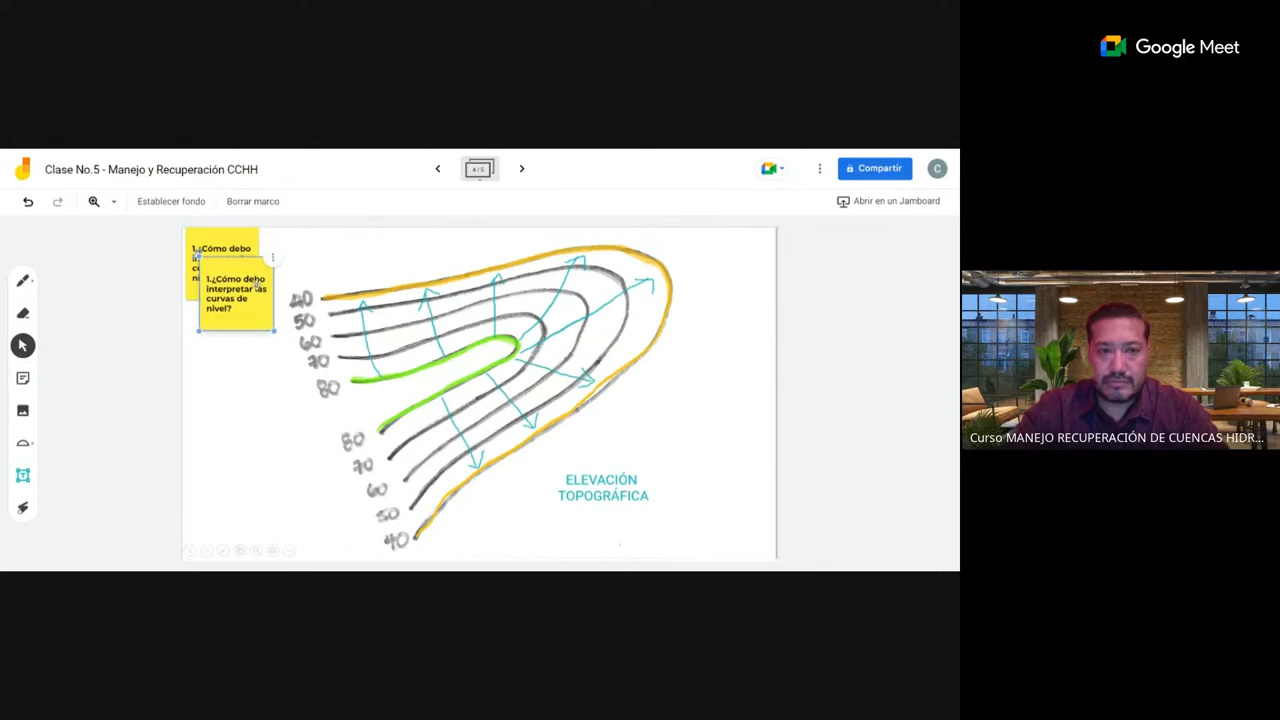 Google Meet
Clase No.5 - Manejo y Recuperación CCHH
4/5
Compartir
C
Establecer fondo
Borrar marco
Abrir en un Jamboard
1.¿Cómo debo
1.¿Cómo debo
interpretar las
curvas de
nivel?
40
50
60
70
80
80
70
60
50
40
ELEVACIÓN
TOPOGRÁFICA
Curso MANEJO RECUPERACIÓN DE CUENCAS HIDR...